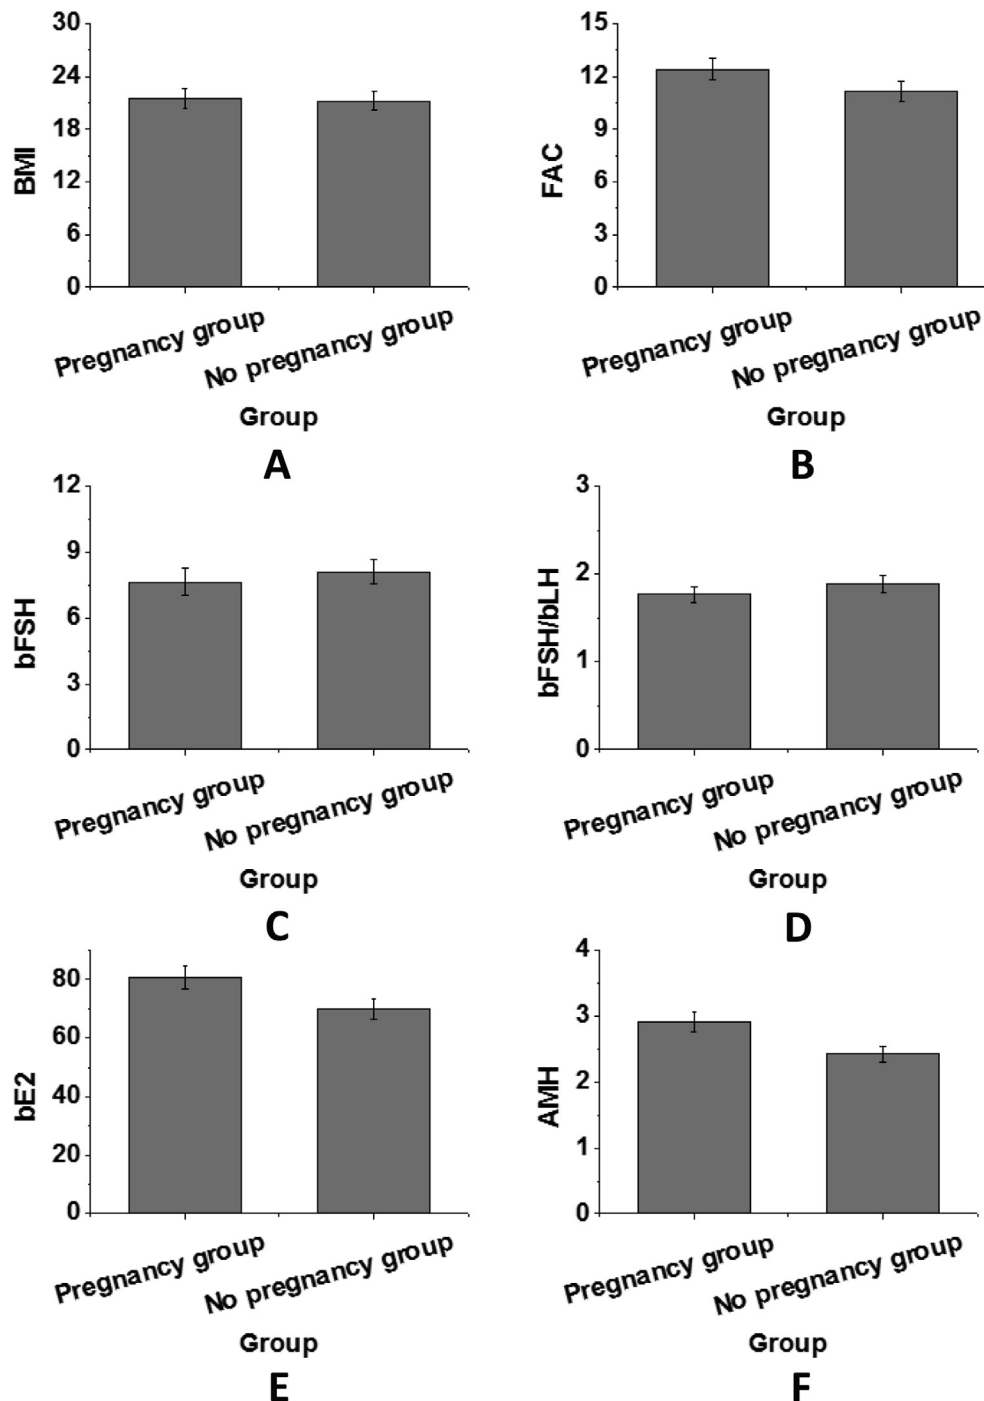 30
24
18
12
6
0
BMI
Pregnancy group
No pregnancy group
Group
A
15
12
9
6
3
0
FAC
Pregnancy group
No pregnancy group
Group
B
12
9
6
3
0
bFSH
Pregnancy group
No pregnancy group
Group
C
3
2
1
0
bFSH/bLH
Pregnancy group
No pregnancy group
Group
D
80
60
40
20
0
bE2
Pregnancy group
No pregnancy group
Group
E
4
3
2
1
0
AMH
Pregnancy group
No pregnancy group
Group
F